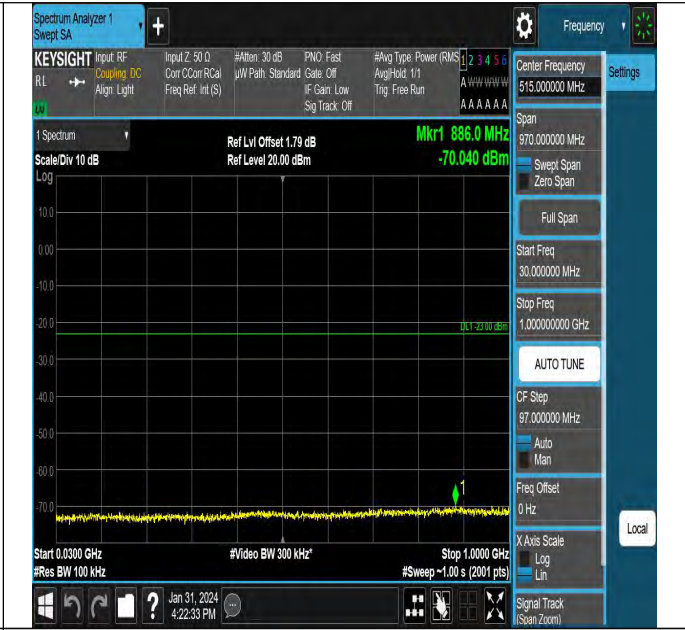 Spectrum Analyzer 1
Swept SA
Frequency
KEYSIGHT
RL
Input: RF
Coupling: DC
Align: Light
Input Z: 50 Ω
Corr CCorr RCal
Freq Ref: Int (S)
#Atten: 30 dB
µW Path: Standard
PNO: Fast
Gate: Off
IF Gain: Low
Sig Track: Off
#Avg Type: Power (RMS
Avg|Hold: 1/1
Trig: Free Run
1 2 3 4 5 6
A W W W W W
A A A A A A
LXI
1 Spectrum
Scale/Div 10 dB
Log
Ref Lvl Offset 1.79 dB
Ref Level 20.00 dBm
Mkr1 886.0 MHz
-70.040 dBm
10.0
0.00
-10.0
-20.0
DL1 -23.00 dBm
-30.0
-40.0
-50.0
-60.0
1
-70.0
Start 0.0300 GHz
#Video BW 300 kHz*
Stop 1.0000 GHz
#Res BW 100 kHz
#Sweep ~1.00 s (2001 pts)
Jan 31, 2024
4:22:33 PM
Center Frequency
515.000000 MHz
Settings
Span
970.000000 MHz
Swept Span
Zero Span
Full Span
Start Freq
30.000000 MHz
Stop Freq
1.000000000 GHz
AUTO TUNE
CF Step
97.000000 MHz
Auto
Man
Freq Offset
0 Hz
Local
X Axis Scale
Log
Lin
Signal Track
(Span Zoom)